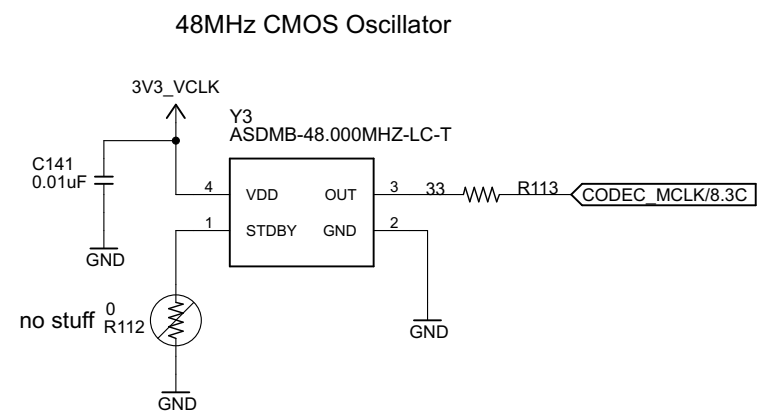 48MHz CMOS Oscillator
3V3_VCLK
Y3
ASDMB-48.000MHZ-LC-T
C141
0.01uF
4
VDD
OUT
3
33
R113
CODEC_MCLK/8.3C
1
STDBY
GND
2
GND
no stuff
0
R112
GND
GND